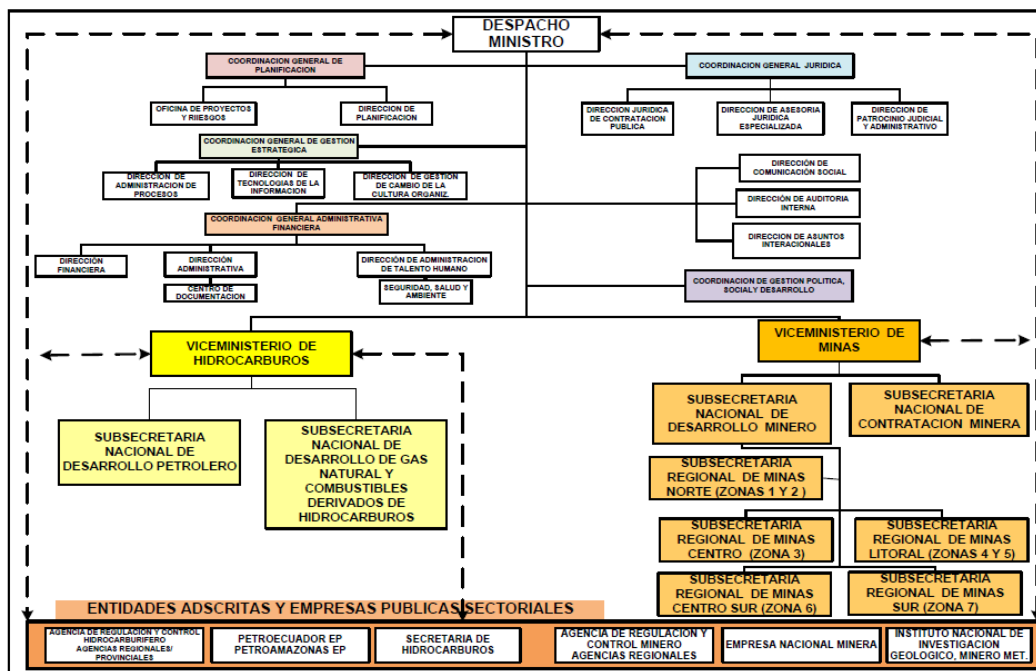 DESPACHO
MINISTRO
COORDINACION GENERAL DE
PLANIFICACION
COORDINACION GENERAL JURIDICA
OFICINA DE PROYECTOS
Y RIIESGOS
DIRECCION DE
PLANIFICACION
DIRECCION JURIDICA
DE CONTRATACION
PUBLICA
DIRECCION DE ASESORIA
JURIDICA
ESPECIALIZADA
DIRECCION DE
PATROCINIO JUDICIAL
Y ADMINISTRATIVO
COORDINACION GENERAL DE GESTION
ESTRATEGICA
DIRECCION DE
ADMINISTRACION DE
PROCESOS
DIRECCION DE
TECNOLOGIAS DE LA
INFORMACION
DIRECCION DE GESTION
DE CAMBIO DE LA
CULTURA ORGANIZ.
DIRECCIÓN DE
COMUNICACIÓN SOCIAL
DIRECCIÓN DE AUDITORIA
INTERNA
DIRECCION DE ASUNTOS
INTERACIONALES
COORDINACION GENERAL ADMINISTRATIVA
FINANCIERA
DIRECCIÓN
FINANCIERA
DIRECCIÓN
ADMINISTRATIVA
CENTRO DE
DOCUMENTACION
DIRECCIÓN DE ADMINISTRACION
DE TALENTO HUMANO
SEGURIDAD, SALUD Y
AMBIENTE
COORDINACION DE GESTION POLITICA,
SOCIALY DESARROLLO
VICEMINISTERIO DE
HIDROCARBUROS
VICEMINISTERIO DE
MINAS
SUBSECRETARIA
NACIONAL DE
DESARROLLO PETROLERO
SUBSECRETARIA
NACIONAL DE
DESARROLLO DE GAS
NATURAL Y
COMBUSTIBLES
DERIVADOS DE
HIDROCARBUROS
SUBSECRETARIA
NACIONAL DE
DESARROLLO MINERO
SUBSECRETARIA
NACIONAL DE
CONTRATACION MINERA
SUBSECRETARIA
REGIONAL DE MINAS
NORTE (ZONAS 1 Y 2 )
SUBSECRETARIA
REGIONAL DE MINAS
CENTRO (ZONA 3)
SUBSECRETARIA
REGIONAL DE MINAS
LITORAL (ZONAS 4 Y 5)
SUBSECRETARIA
REGIONAL DE MINAS
CENTRO SUR (ZONA 6)
SUBSECRETARIA
REGIONAL DE MINAS
SUR (ZONA 7)
ENTIDADES ADSCRITAS Y EMPRESAS PUBLICAS SECTORIALES
AGENCIA DE REGULACION Y CONTROL
HIDROCARBURIFERO
AGENCIAS REGIONALES/
PROVINCIALES
PETROECUADOR EP
PETROAMAZONAS EP
SECRETARIA DE
HIDROCARBUROS
AGENCIA DE REGULACION Y
CONTROL MINERO
AGENCIAS REGIONALES
EMPRESA NACIONAL MINERA
INSTITUTO NACIONAL DE
INVESTIGACION
GEOLOGICO, MINERO MET.